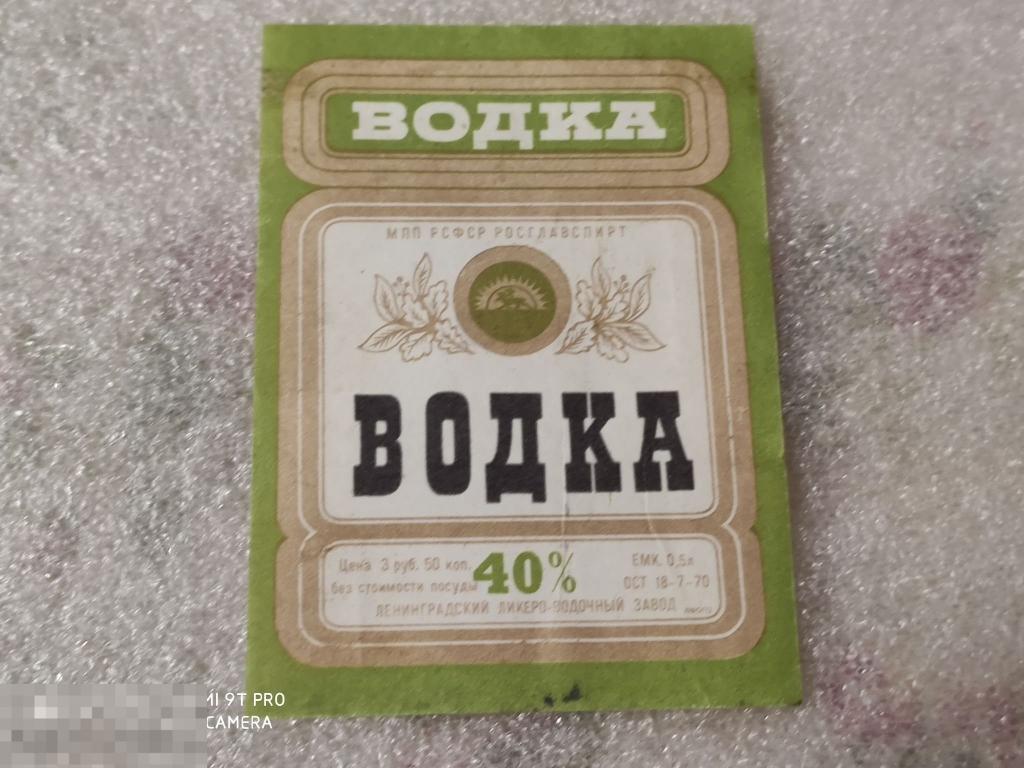 ВОДКА
МПП РСФСР РОСГЛАВСПИРТ
ВОДКА
Цена 3 руб. 50 коп.
без стоимости посуды
40%
ЕМК. 0,5л
ОСТ 18-7-70
ЛЕНИНГРАДСКИЙ ЛИКЕРО-ВОДОЧНЫЙ ЗАВОД
MI 9T PRO
CAMERA